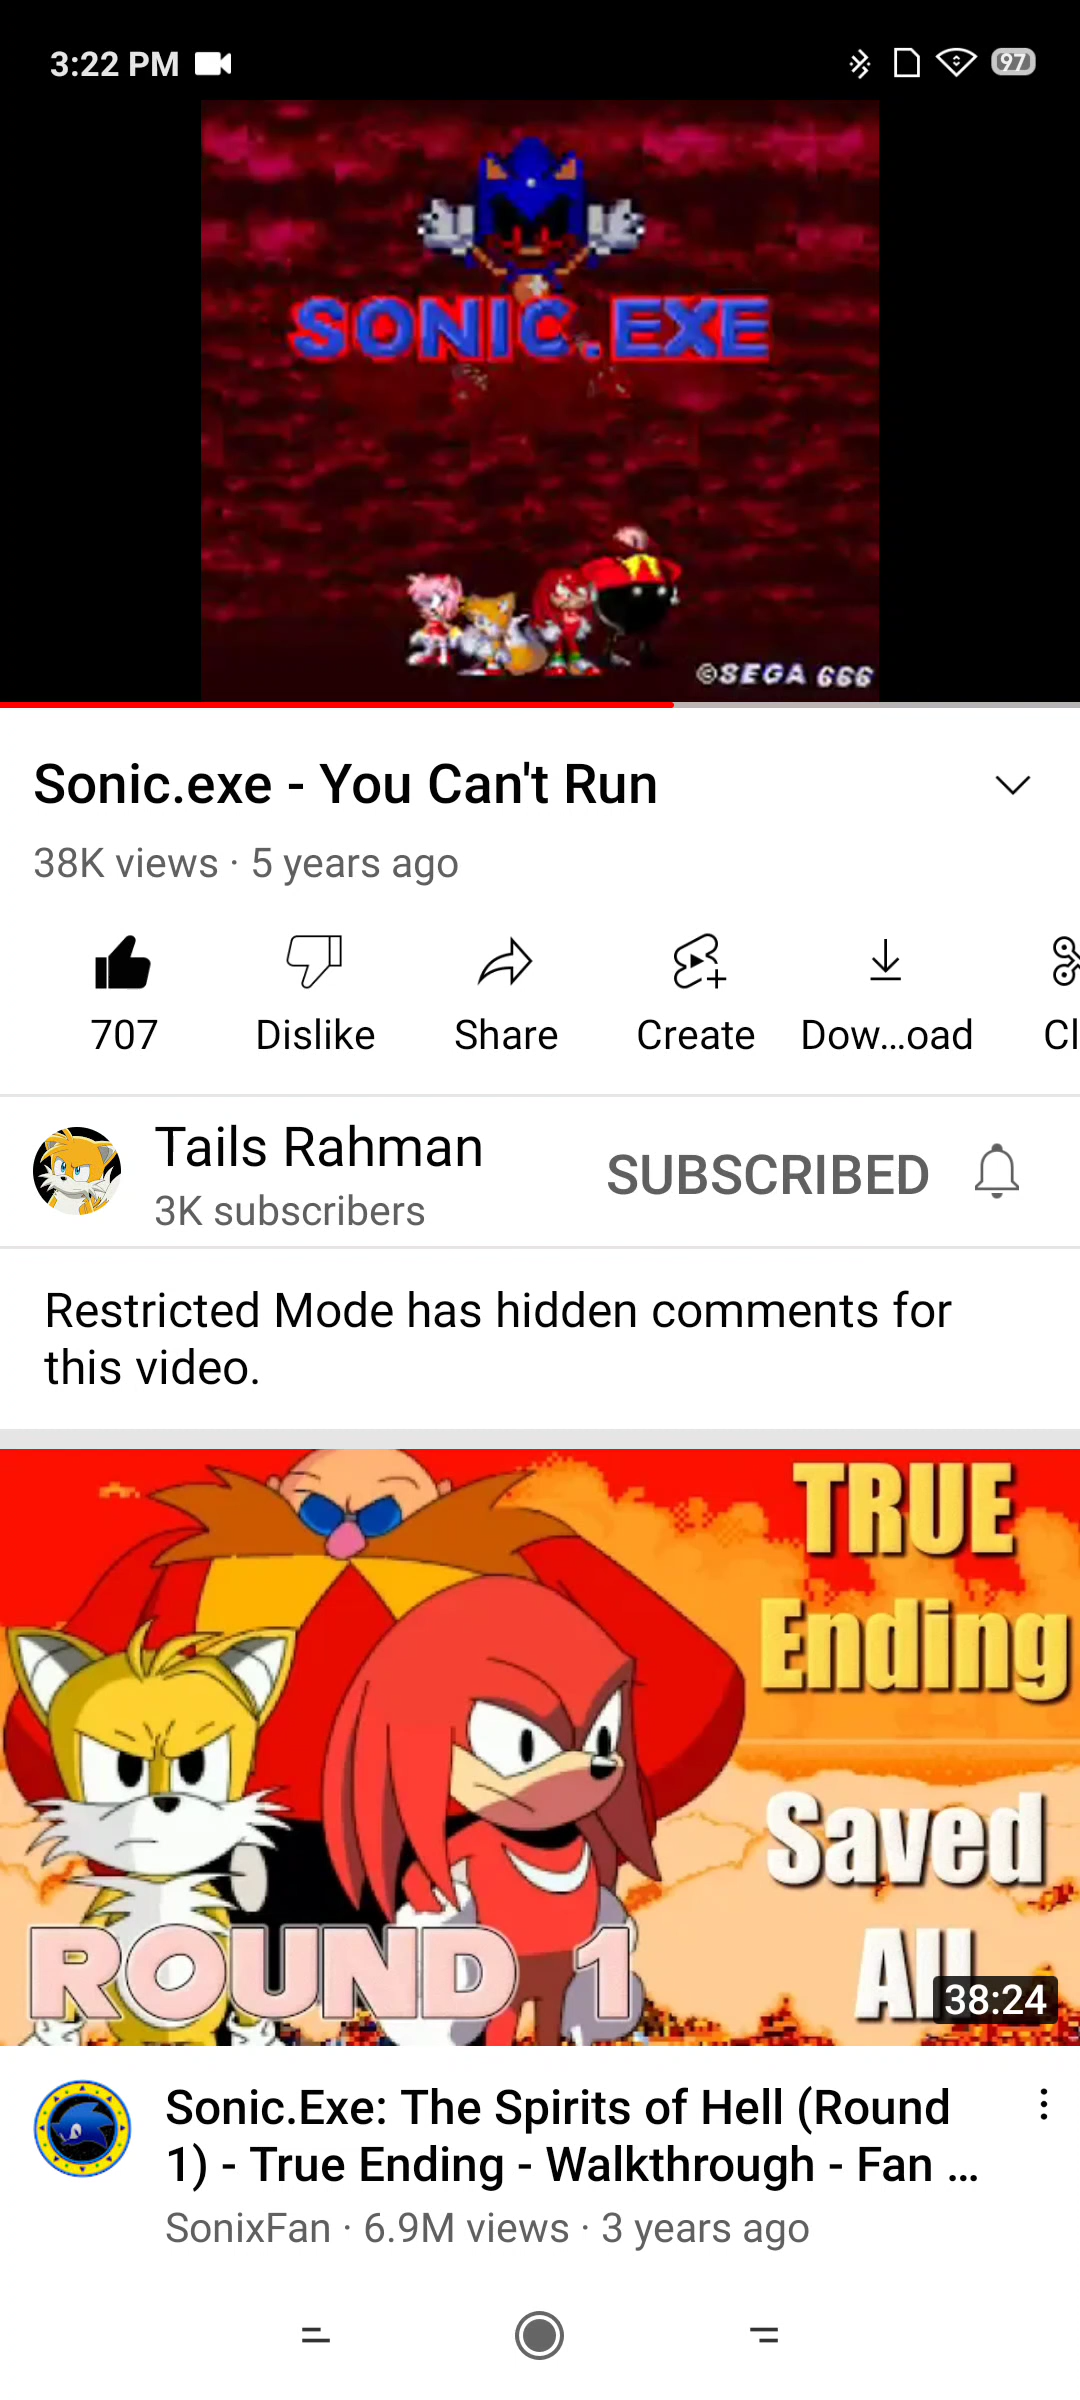 3:22 PM
97
SONIC.EXE
©SEGA 666
Sonic.exe - You Can't Run
38K views · 5 years ago
707
Dislike
Share
Create
Dow...oad
Cl
Tails Rahman
3K subscribers
SUBSCRIBED
Restricted Mode has hidden comments for
this video.
TRUE
Ending
Saved
All
ROUND 1
38:24
Sonic.Exe: The Spirits of Hell (Round
1) - True Ending - Walkthrough - Fan ...
SonixFan · 6.9M views · 3 years ago